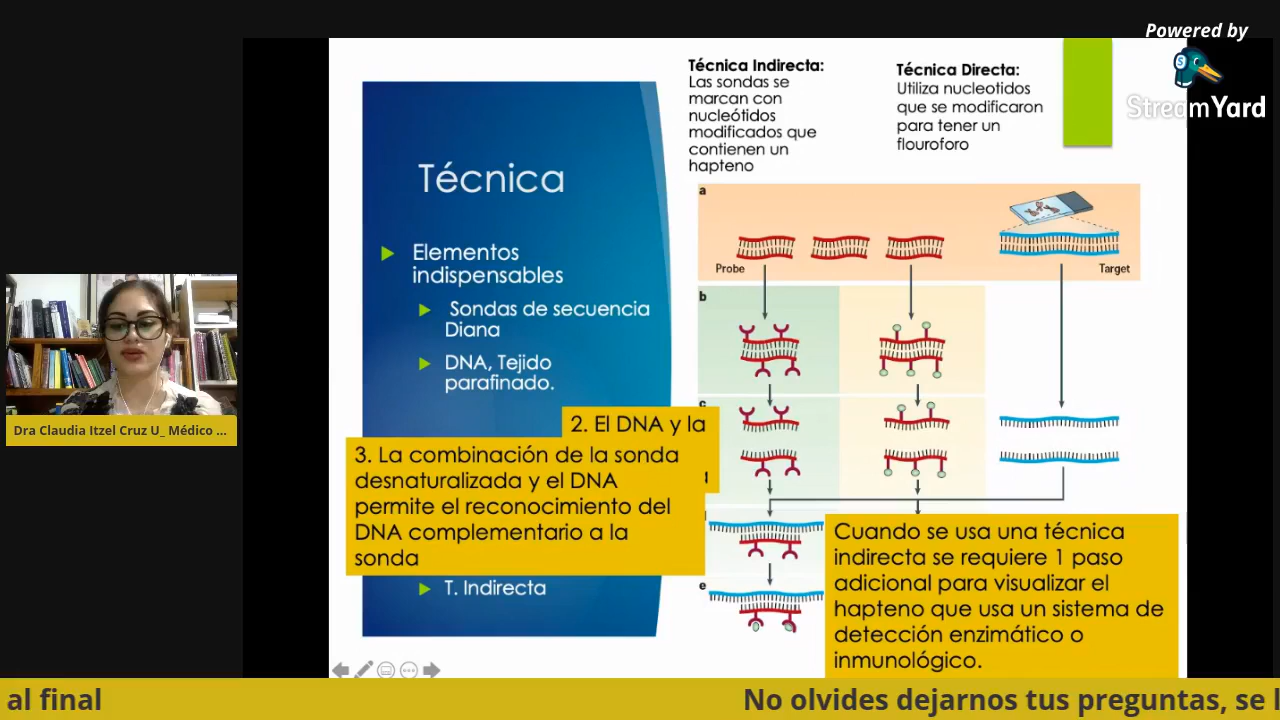 Powered by
StreamYard
Técnica Indirecta:
Las sondas se
marcan con
nucleótidos
modificados que
contienen un
hapteno
Técnica Directa:
Utiliza nucleotidos
que se modificaron
para tener un
flouroforo
Técnica
Elementos
indispensables
Sondas de secuencia
Diana
DNA, Tejido
parafinado.
2. El DNA y la
3. La combinación de la sonda
desnaturalizada y el DNA
permite el reconocimiento del
DNA complementario a la
sonda
T. Indirecta
a
Probe
Target
b
c
e
Cuando se usa una técnica
indirecta se requiere 1 paso
adicional para visualizar el
hapteno que usa un sistema de
detección enzimático o
inmunológico.
Dra Claudia Itzel Cruz U_ Médico ...
al final
No olvides dejarnos tus preguntas, se